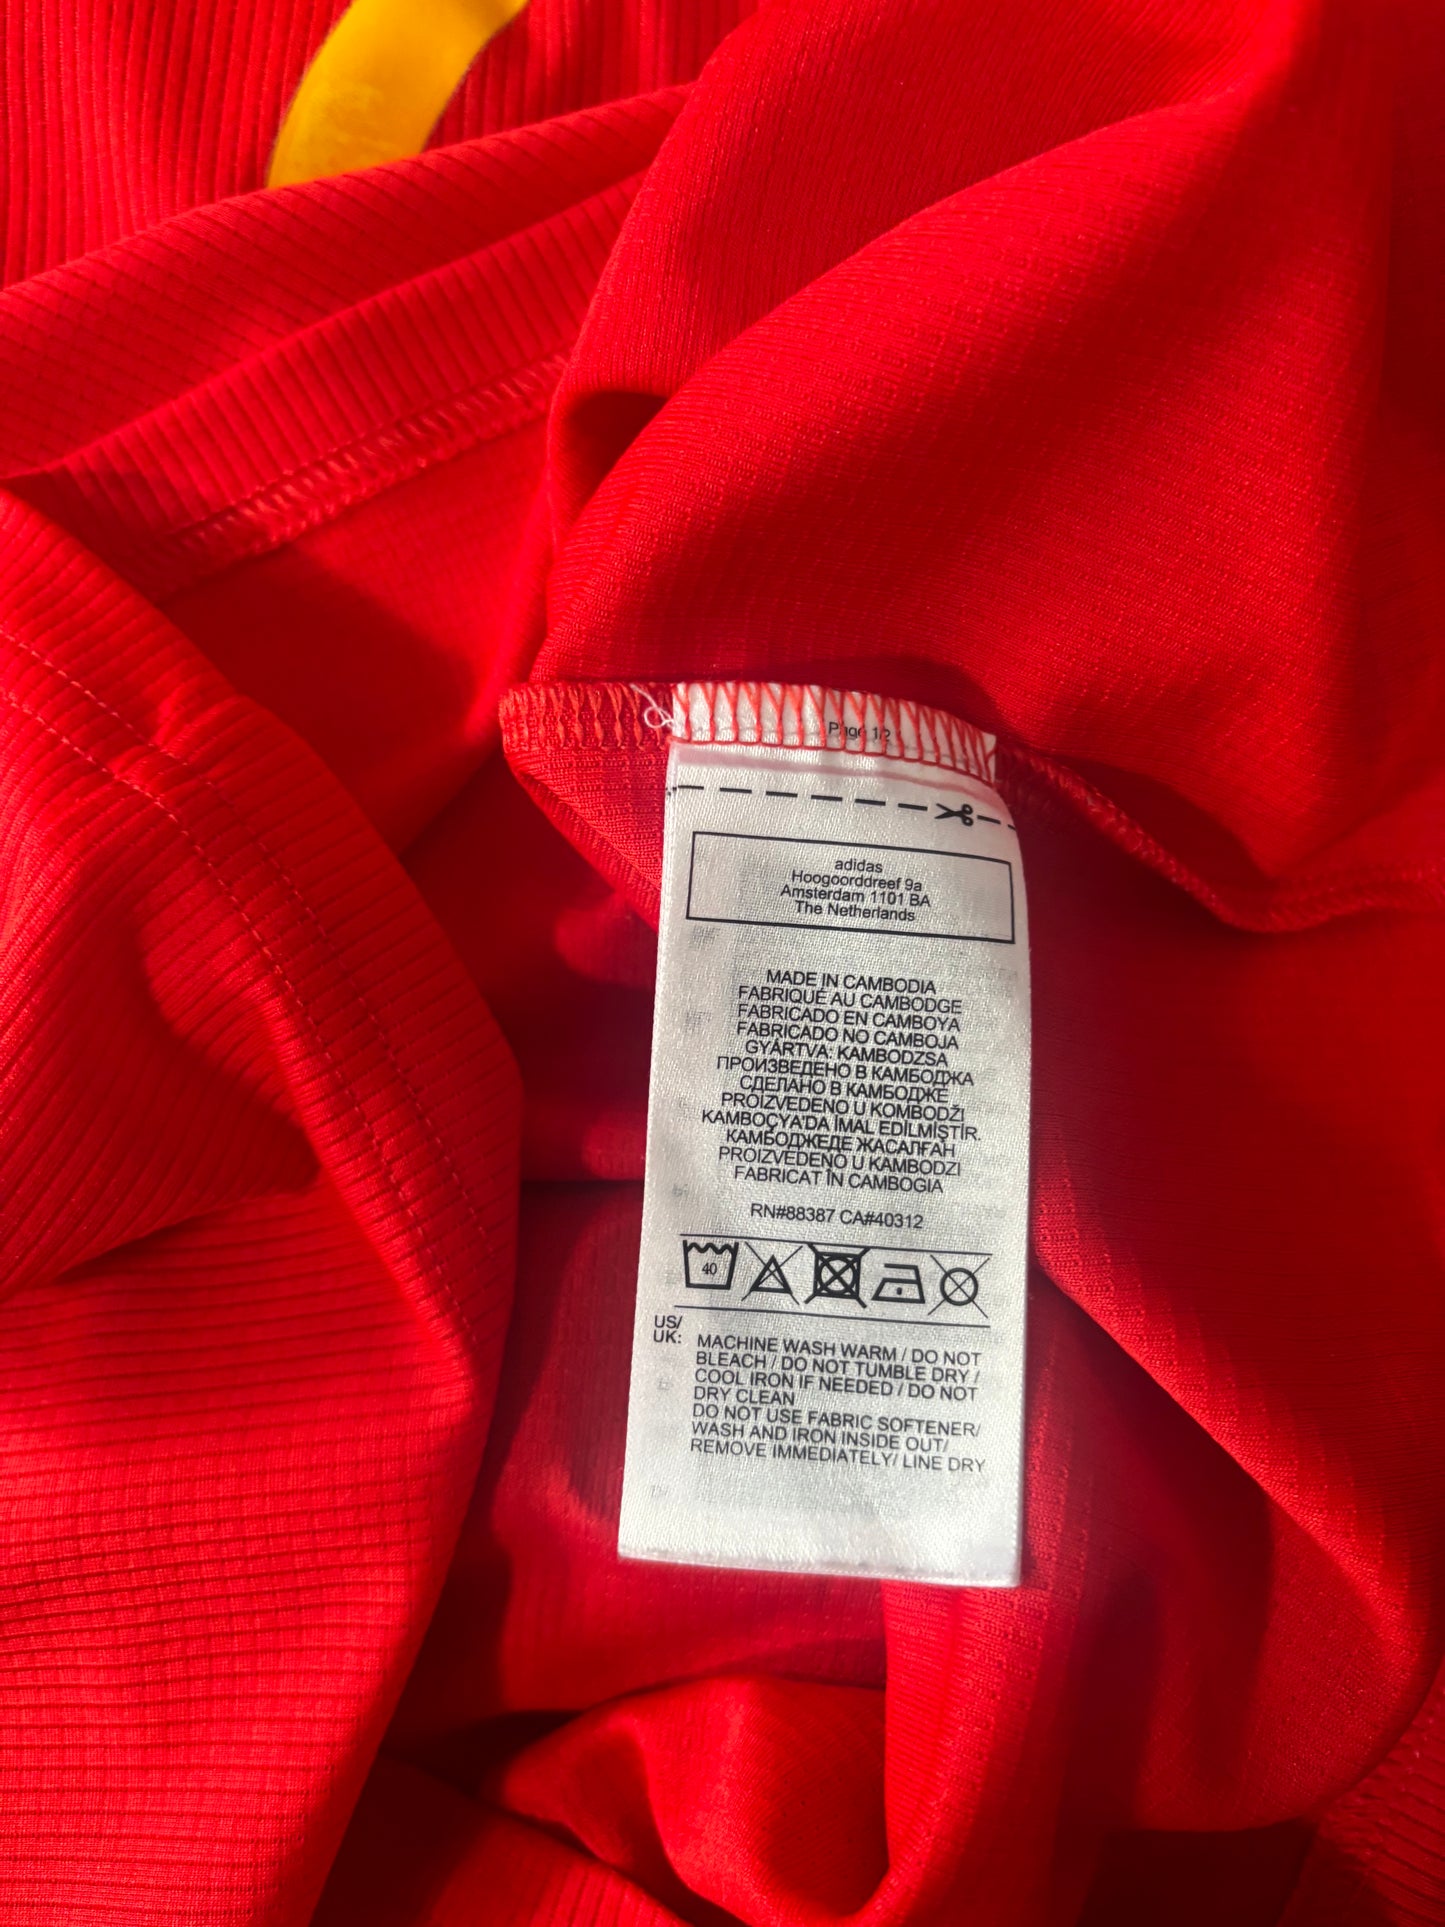 Page 1/2
adidas
Hoogoorddreef 9a
Amsterdam 1101 BA
The Netherlands
MADE IN CAMBODIA
FABRIQUÉ AU CAMBODGE
FABRICADO EN CAMBOYA
FABRICADO NO CAMBOJA
GYÁRTVA: KAMBODZSA
ПРОИЗВЕДЕНО В КАМБОДЖА
СДЕЛАНО В КАМБОДЖЕ
PROIZVEDENO U KOMBODŽI
KAMBOÇYA'DA İMAL EDİLMİŞTİR.
КАМБОДЖЕДЕ ЖАСАЛҒАН
PROIZVEDENO U KAMBODZI
FABRICAT ÎN CAMBOGIA
RN#88387 CA#40312
40
US/
UK:
MACHINE WASH WARM / DO NOT
BLEACH / DO NOT TUMBLE DRY /
COOL IRON IF NEEDED / DO NOT
DRY CLEAN
DO NOT USE FABRIC SOFTENER/
WASH AND IRON INSIDE OUT/
REMOVE IMMEDIATELY/ LINE DRY